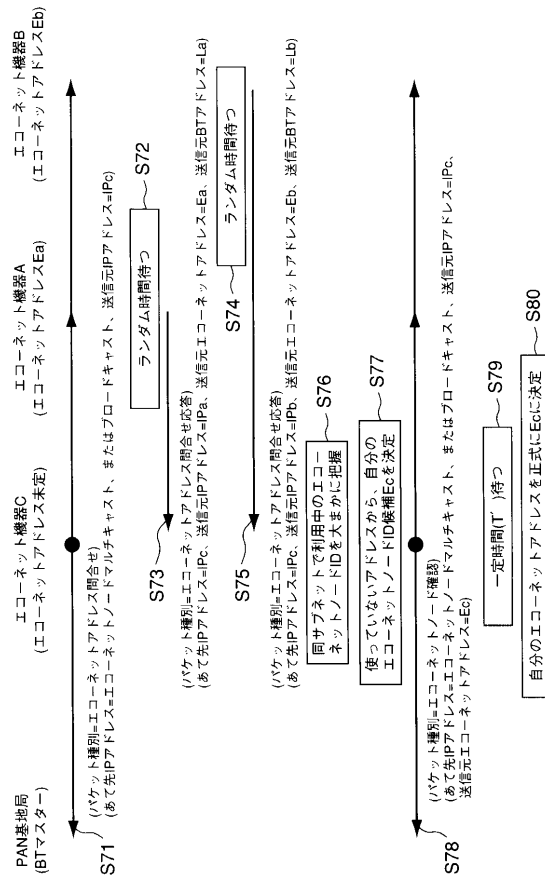 PAN基地局
(BTマスター)
エコーネット機器C
(エコーネットアドレス未定)
エコーネット機器A
(エコーネットアドレスEa)
エコーネット機器B
(エコーネットアドレスEb)
S71
(パケット種別=エコーネットアドレス問合せ)
(あて先IPアドレス=エコーネットノードマルチキャスト、またはブロードキャスト、送信元IPアドレス=IPc)
ランダム時間待つ
S72
S73
(パケット種別=エコーネットアドレス問合せ応答)
(あて先IPアドレス=IPc、送信元IPアドレス=IPa、送信元エコーネットアドレス=Ea、送信元BTアドレス=La)
S74
ランダム時間待つ
S75
(パケット種別=エコーネットアドレス問合せ応答)
(あて先IPアドレス=IPc、送信元IPアドレス=IPb、送信元エコーネットアドレス=Eb、送信元BTアドレス=Lb)
同サブネットで利用中のエコー
ネットノードIDを大まかに把握
S76
使っていないアドレスから、自分の
エコーネットノードID候補Ecを決定
S77
S78
(パケット種別=エコーネットノード確認)
(あて先IPアドレス=エコーネットノードマルチキャスト、またはブロードキャスト、送信元IPアドレス=IPc、
送信元エコーネットアドレス=Ec)
一定時間(T')待つ
S79
自分のエコーネットアドレスを正式にEcに決定
S80